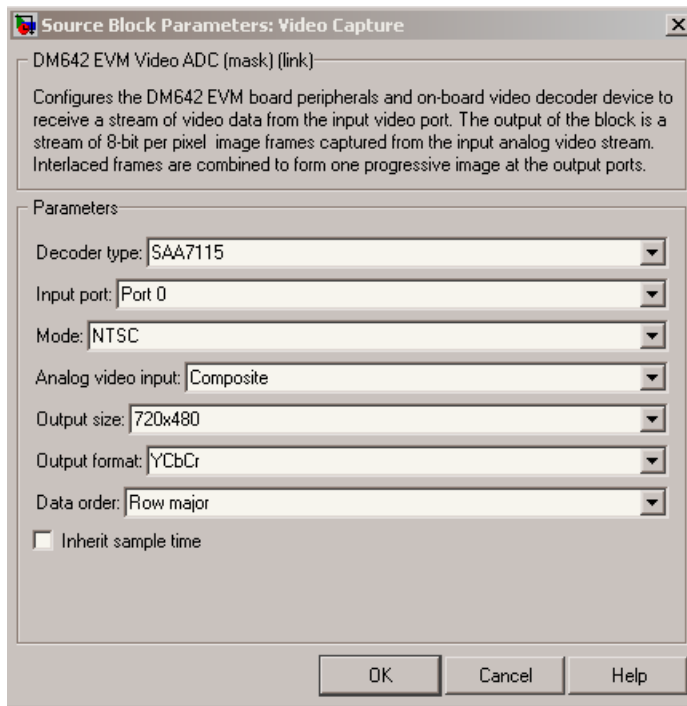 Source Block Parameters: Video Capture
DM642 EVM Video ADC (mask) (link)
Configures the DM642 EVM board peripherals and on-board video decoder device to
receive a stream of video data from the input video port. The output of the block is a
stream of 8-bit per pixel  image frames captured from the input analog video stream.
Interlaced frames are combined to form one progressive image at the output ports.
Parameters
Decoder type: SAA7115
Input port: Port 0
Mode: NTSC
Analog video input: Composite
Output size: 720x480
Output format: YCbCr
Data order: Row major
Inherit sample time
OK Cancel Help